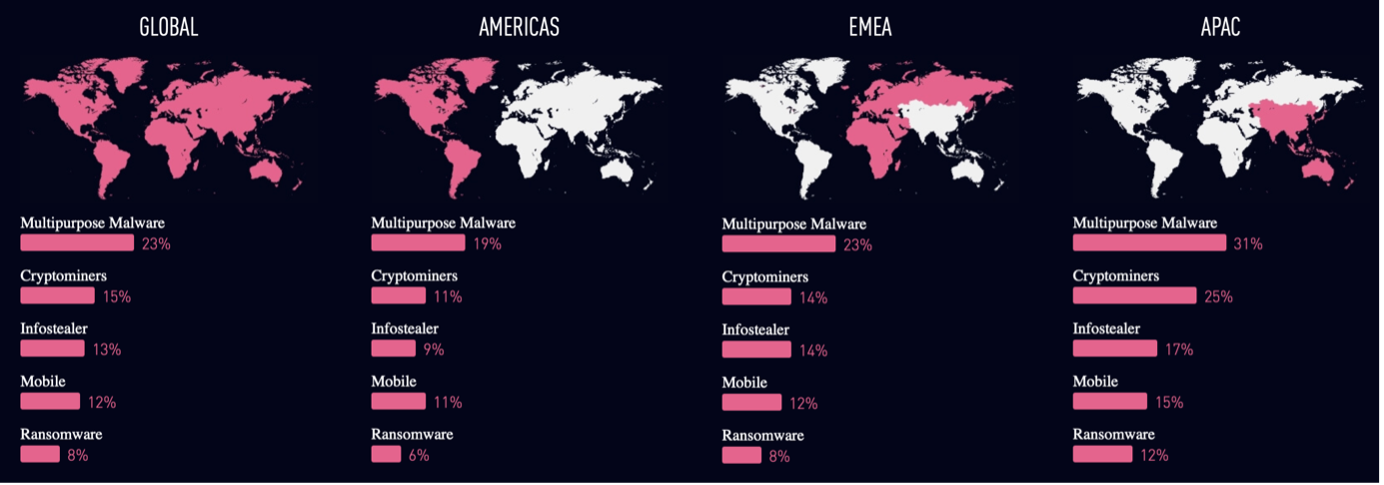 GLOBAL
Multipurpose Malware
23%
Cryptominers
15%
Infostealer
13%
Mobile
12%
Ransomware
8%
AMERICAS
Multipurpose Malware
19%
Cryptominers
11%
Infostealer
9%
Mobile
11%
Ransomware
6%
EMEA
Multipurpose Malware
23%
Cryptominers
14%
Infostealer
14%
Mobile
12%
Ransomware
8%
APAC
Multipurpose Malware
31%
Cryptominers
25%
Infostealer
17%
Mobile
15%
Ransomware
12%